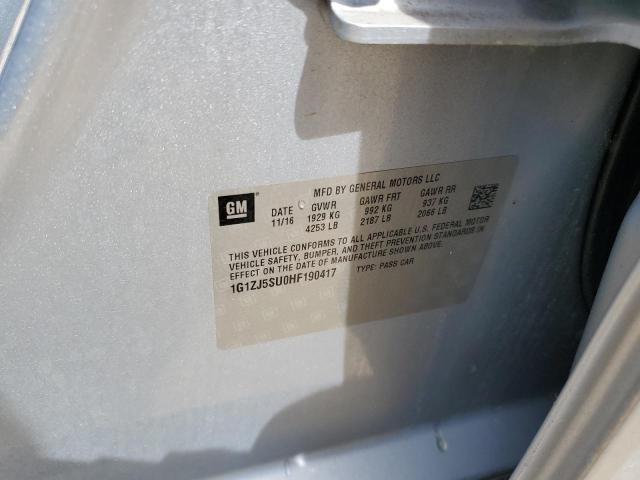 MFD BY GENERAL MOTORS LLC
GM DATE GVWR GAWR FRT GAWR RR
11/16 1929 KG 992 KG 937 KG
4253 LB 2187 LB 2066 LB
THIS VEHICLE CONFORMS TO ALL APPLICABLE U.S. FEDERAL MOTOR
VEHICLE SAFETY, BUMPER, AND THEFT PREVENTION STANDARDS IN
EFFECT ON THE DATE OF MANUFACTURE SHOWN ABOVE.
1G1ZJ5SU0HF190417 TYPE: PASS CAR